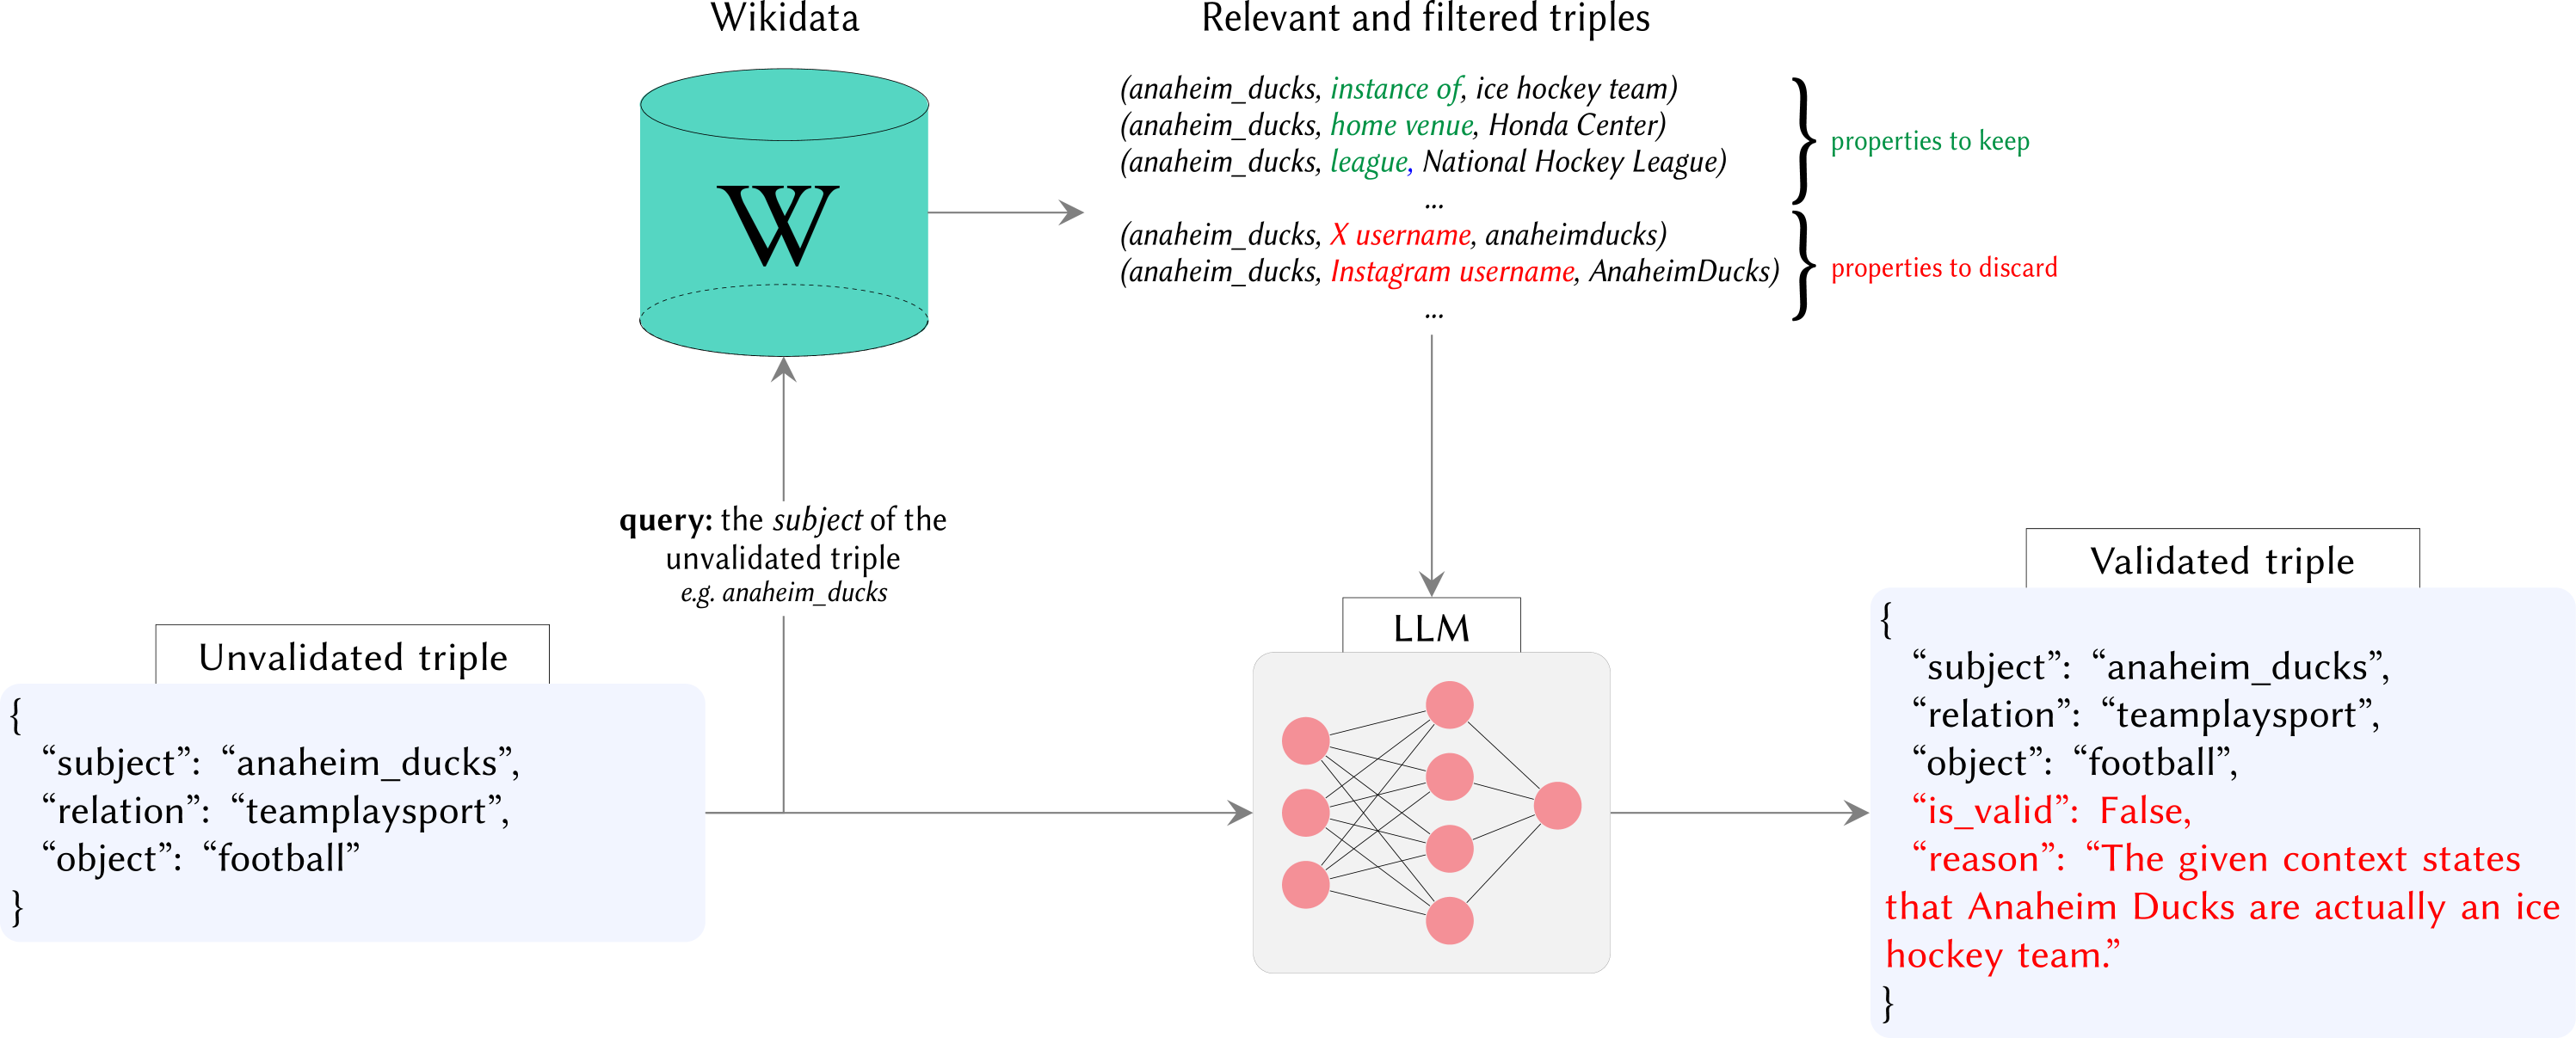 Wikidata
Relevant and filtered triples
W
(anaheim_ducks, instance of, ice hockey team)
(anaheim_ducks, home venue, Honda Center)
(anaheim_ducks, league, National Hockey League)
...
properties to keep
(anaheim_ducks, X username, anaheimducks)
(anaheim_ducks, Instagram username, AnaheimDucks)
...
properties to discard
query: the subject of the
unvalidated triple
e.g. anaheim_ducks
Unvalidated triple
{
“subject”: “anaheim_ducks”,
“relation”: “teamplaysport”,
“object”: “football”
}
LLM
Validated triple
{
“subject”: “anaheim_ducks”,
“relation”: “teamplaysport”,
“object”: “football”,
“is_valid”: False,
“reason”: “The given context states
that Anaheim Ducks are actually an ice
hockey team.”
}